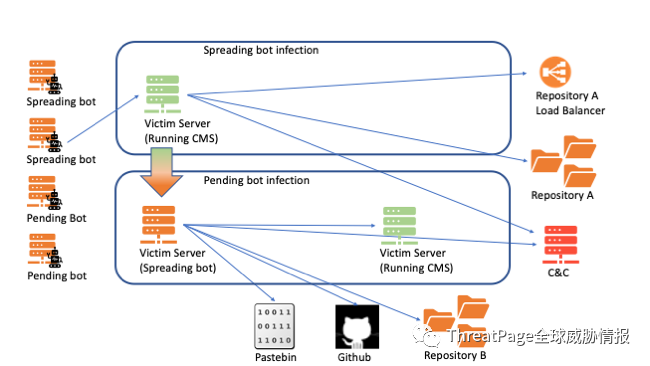 Spreading bot infection
Spreading bot
Victim Server
(Running CMS)
Repository A
Load Balancer
Spreading bot
Pending bot infection
Repository A
Pending Bot
Victim Server
(Spreading bot)
Victim Server
(Running CMS)
C&C
Pending bot
10011
00111
11010
Pastebin
Github
Repository B
ThreatPage全球威胁情报